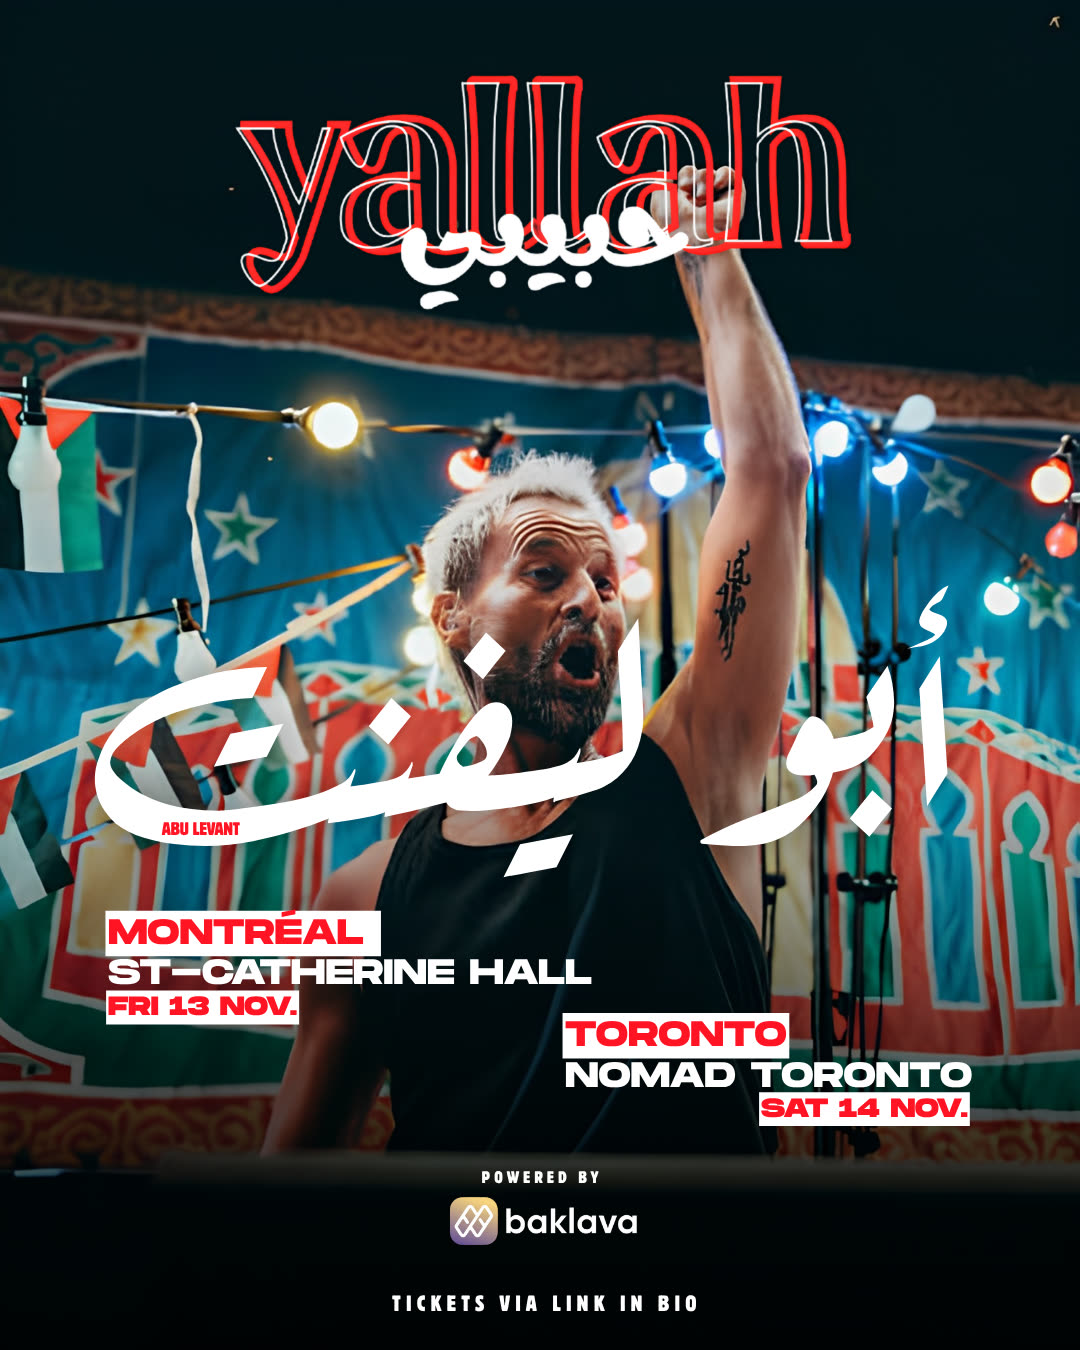 yallah
حبيبي
أبو ليفنت
ABU LEVANT
MONTRÉAL
ST-CATHERINE HALL
FRI 13 NOV.
TORONTO
NOMAD TORONTO
SAT 14 NOV.
POWERED BY
baklava
TICKETS VIA LINK IN BIO